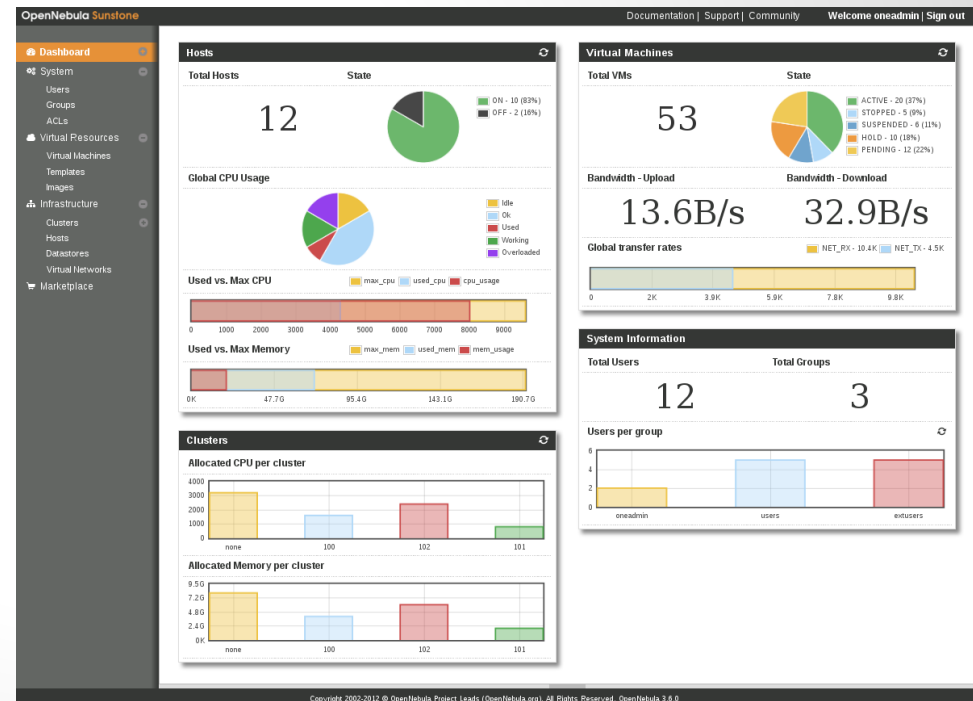 OpenNebula Sunstone
Documentation | Support | Community
Welcome oneadmin | Sign out
Dashboard
System
Users
Groups
ACLs
Virtual Resources
Virtual Machines
Templates
Images
Infrastructure
Clusters
Hosts
Datastores
Virtual Networks
Marketplace
Hosts
Total Hosts
State
12
ON - 10 (83%)
OFF - 2 (16%)
Global CPU Usage
Idle
Ok
Used
Working
Overloaded
Used vs. Max CPU
max_cpu used_cpu cpu_usage
0 1000 2000 3000 4000 5000 6000 7000 8000 9000
Used vs. Max Memory
max_mem used_mem mem_usage
0K 47.7G 95.4G 143.1G 190.7G
Clusters
Allocated CPU per cluster
4000
3000
2000
1000
0
none 100 102 101
Allocated Memory per cluster
9.5G
7.2G
4.8G
2.4G
0K
none 100 102 101
Virtual Machines
Total VMs
State
53
ACTIVE - 20 (37%)
STOPPED - 5 (9%)
SUSPENDED - 6 (11%)
HOLD - 10 (18%)
PENDING - 12 (22%)
Bandwidth - Upload
Bandwidth - Download
13.6B/s
32.9B/s
Global transfer rates
NET_RX - 10.4K NET_TX - 4.5K
0 2K 3.9K 5.9K 7.8K 9.8K
System Information
Total Users
Total Groups
12
3
Users per group
6
4
2
0
oneadmin users extusers
Copyright 2002-2012 © OpenNebula Project Leads (OpenNebula.org). All Rights Reserved. OpenNebula 3.6.0